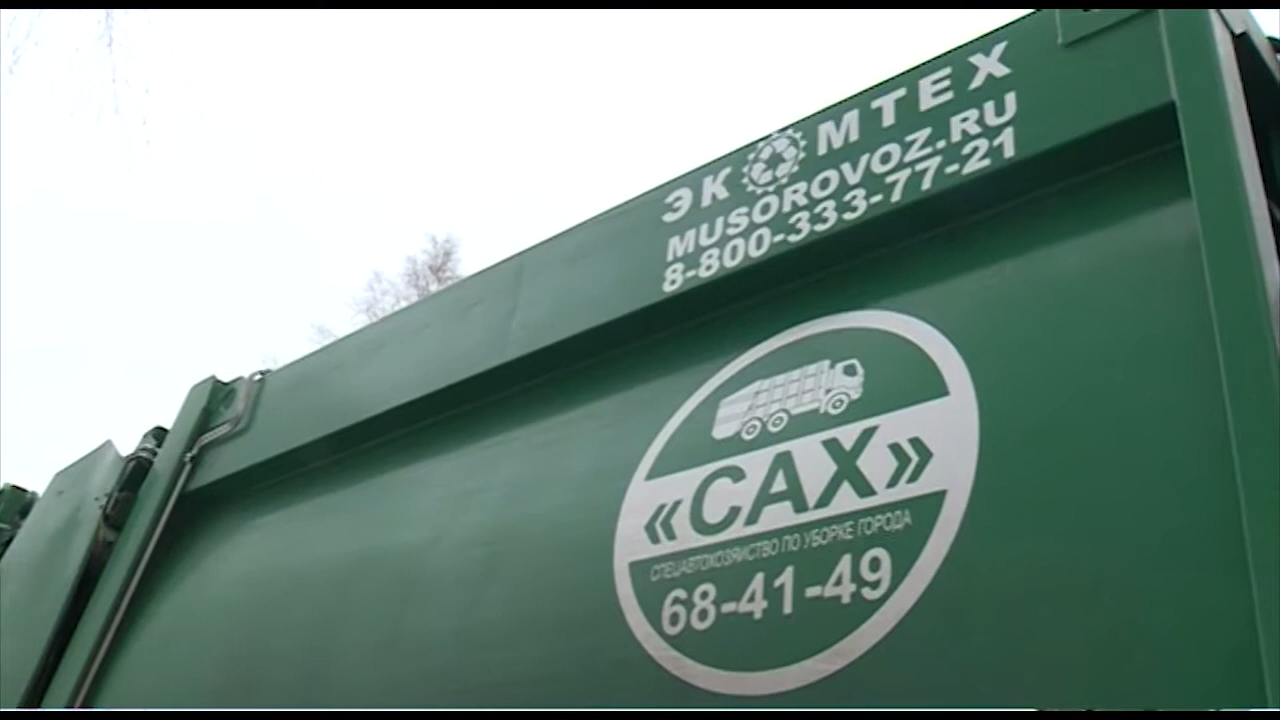 ЭКОМТЕХ
MUSOROVOZ.RU
8-800-333-77-21
«САХ»
СПЕЦАВТОХОЗЯЙСТВО ПО УБОРКЕ ГОРОДА
68-41-49